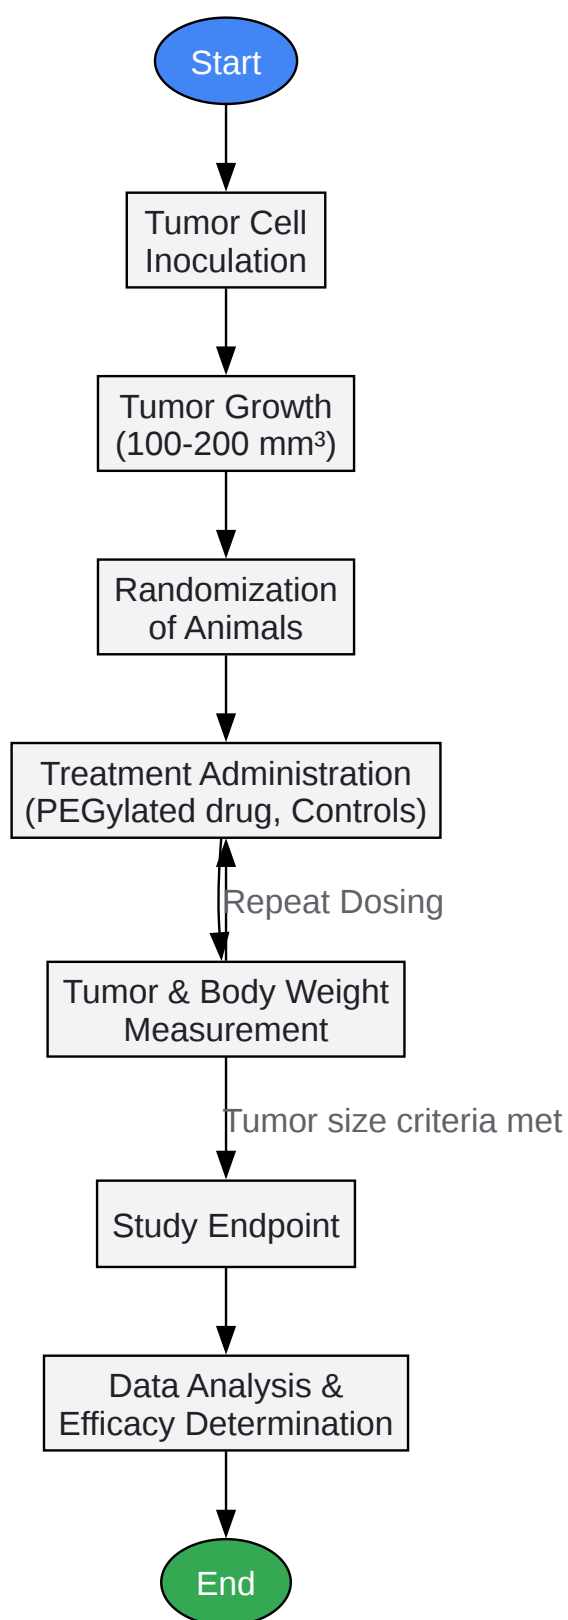 Start
Tumor Cell
Inoculation
Tumor Growth
(100-200 mm³)
Randomization
of Animals
Treatment Administration
(PEGylated drug, Controls)
Repeat Dosing
Tumor & Body Weight
Measurement
Tumor size criteria met
Study Endpoint
Data Analysis &
Efficacy Determination
End